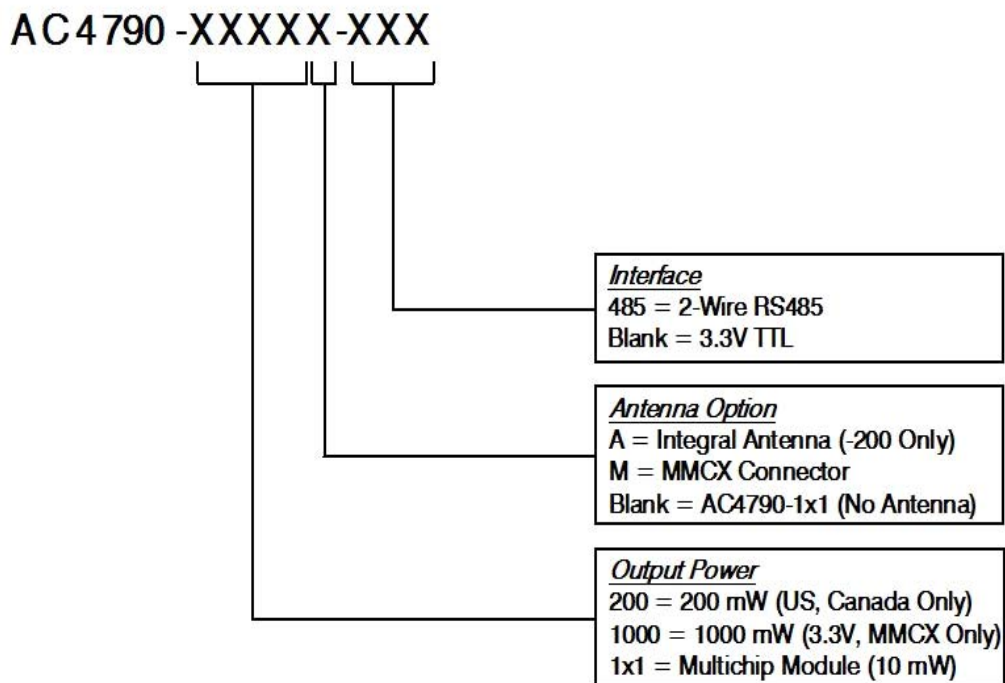 AC4790-XXXXX-XXX
Interface
485 = 2-Wire RS485
Blank = 3.3V TTL
Antenna Option
A = Integral Antenna (-200 Only)
M = MMCX Connector
Blank = AC4790-1x1 (No Antenna)
Output Power
200 = 200 mW (US, Canada Only)
1000 = 1000 mW (3.3V, MMCX Only)
1x1 = Multichip Module (10 mW)